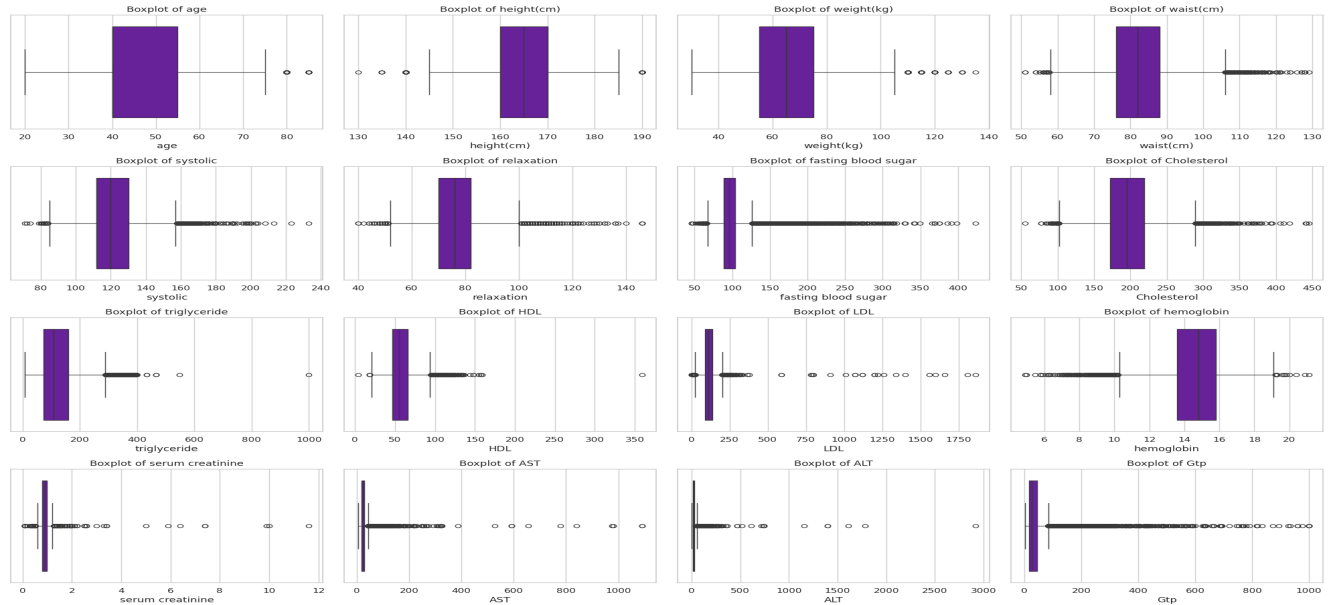 Boxplot of age Boxplot of height(cm) Boxplot of weight(kg) Boxplot of waist(cm)
20 30 40 50 60 70 80 130 140 150 160 170 180 190 40 60 80 100 120 140 50 60 70 80 90 100 110 120 130
age height(cm) weight(kg) waist(cm)
Boxplot of systolic Boxplot of relaxation Boxplot of fasting blood sugar Boxplot of Cholesterol
80 100 120 140 160 180 200 220 240 40 60 80 100 120 140 50 100 150 200 250 300 350 400 50 100 150 200 250 300 350 400 450
systolic relaxation fasting blood sugar Cholesterol
Boxplot of triglyceride Boxplot of HDL Boxplot of LDL Boxplot of hemoglobin
0 200 400 600 800 1000 0 50 100 150 200 250 300 350 0 250 500 750 1000 1250 1500 1750 6 8 10 12 14 16 18 20
triglyceride HDL LDL hemoglobin
Boxplot of serum creatinine Boxplot of AST Boxplot of ALT Boxplot of Gtp
0 2 4 6 8 10 12 0 200 400 600 800 1000 0 500 1000 1500 2000 2500 3000 0 200 400 600 800 1000
serum creatinine AST ALT Gtp